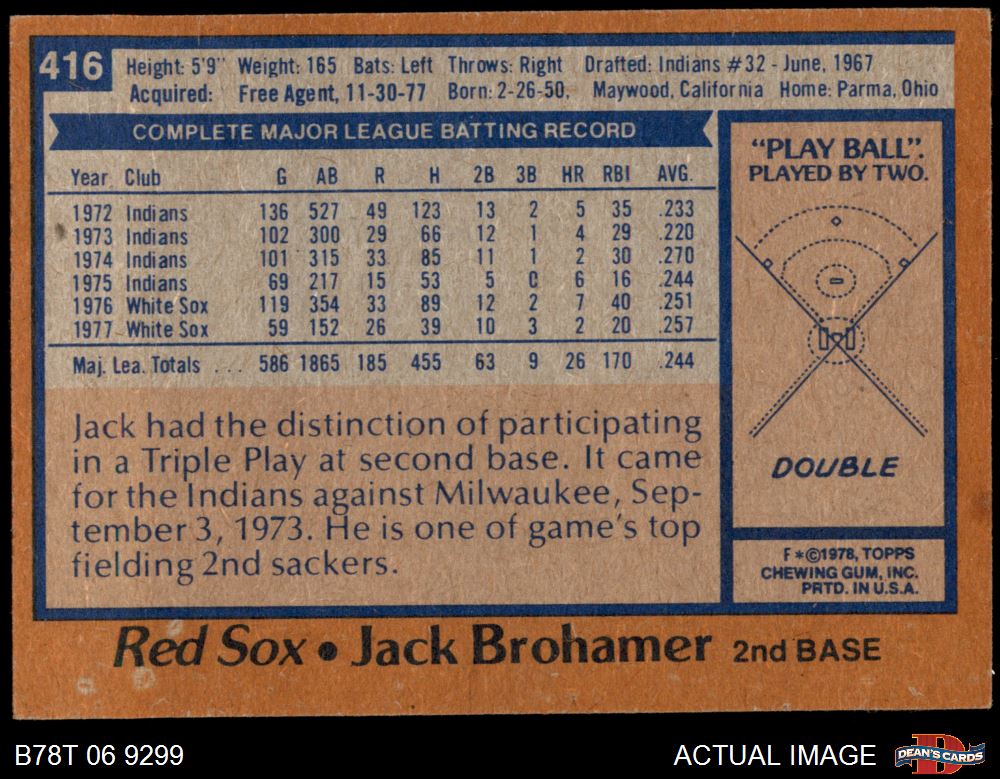 416
Height: 5'9" Weight: 165 Bats: Left Throws: Right Drafted: Indians #32 - June, 1967
Acquired: Free Agent, 11-30-77 Born: 2-26-50, Maywood, California Home: Parma, Ohio
COMPLETE MAJOR LEAGUE BATTING RECORD
Year Club G AB R H 2B 3B HR RBI AVG.
1972 Indians 136 527 49 123 13 2 5 35 .233
1973 Indians 102 300 29 66 12 1 4 29 .220
1974 Indians 101 315 33 85 11 1 2 30 .270
1975 Indians 69 217 15 53 5 0 6 16 .244
1976 White Sox 119 354 33 89 12 2 7 40 .251
1977 White Sox 59 152 26 39 10 3 2 20 .257
Maj. Lea. Totals ... 586 1865 185 455 63 9 26 170 .244
Jack had the distinction of participating
in a Triple Play at second base. It came
for the Indians against Milwaukee, Sep-
tember 3, 1973. He is one of game's top
fielding 2nd sackers.
"PLAY BALL".
PLAYED BY TWO.
DOUBLE
F*©1978, TOPPS
CHEWING GUM, INC.
PRTD. IN U.S.A.
Red Sox • Jack Brohamer 2nd BASE
B78T 06 9299
ACTUAL IMAGE
D
DEAN'S CARDS